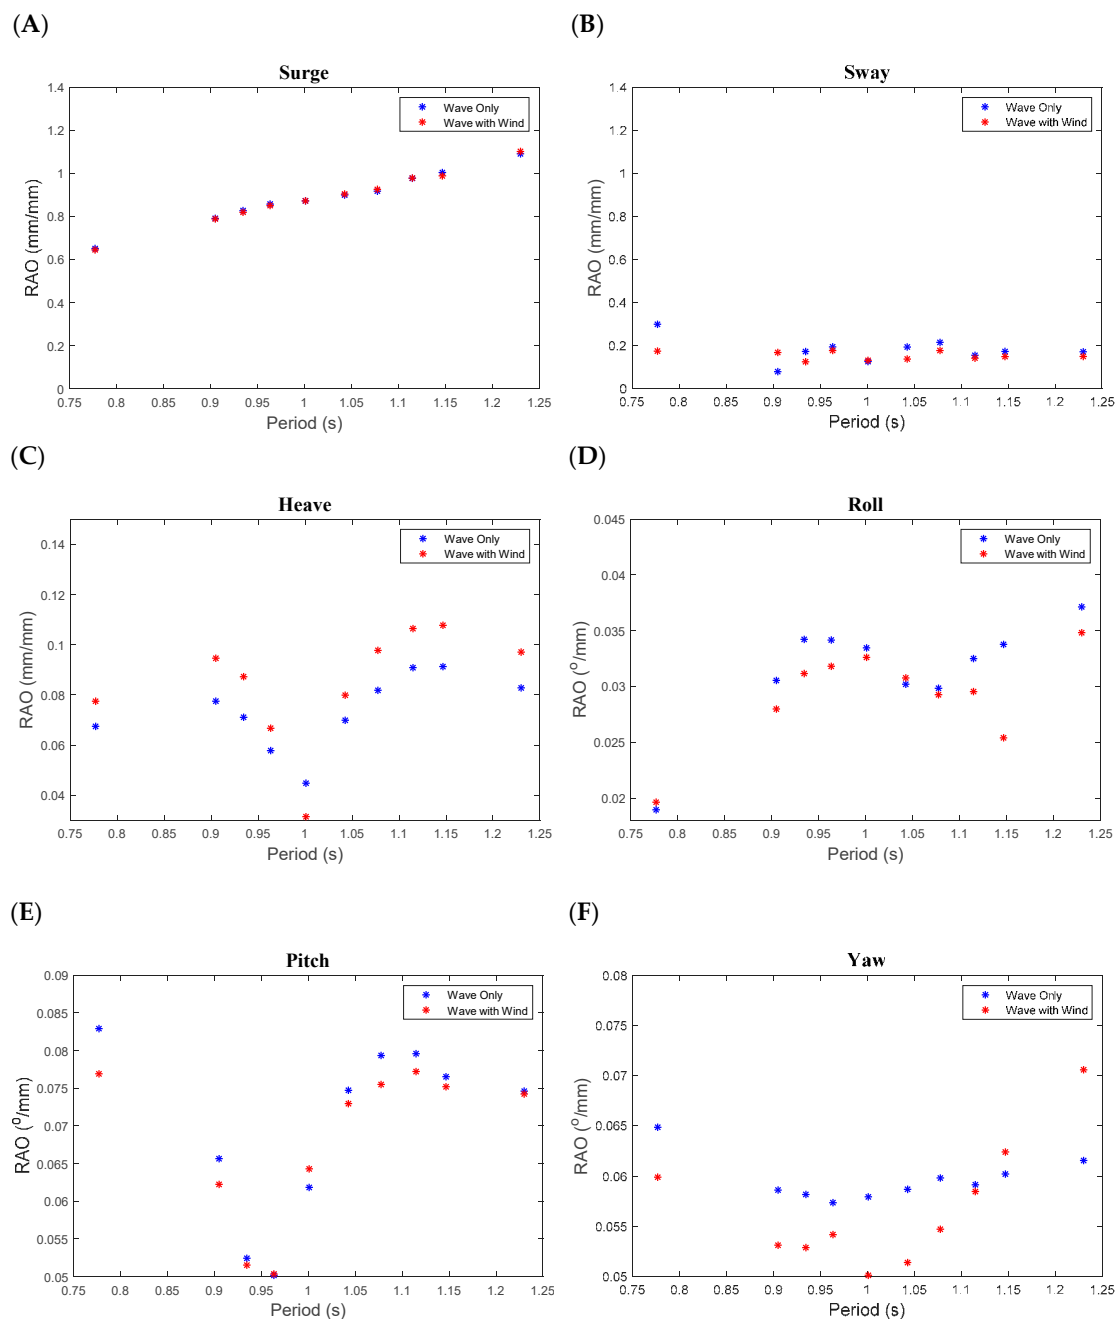 (A)
Surge
1.4
1.2
1
0.8
0.6
0.4
0.2
0
RAO (mm/mm)
Wave Only
Wave with Wind
0.75 0.8 0.9 0.95 1 1.05 1.1 1.15 1.2 1.25
Period (s)
(B)
Sway
1.4
1.2
1
0.8
0.6
0.4
0.2
0
RAO (mm/mm)
Wave Only
Wave with Wind
0.75 0.8 0.9 0.95 1 1.05 1.1 1.15 1.2 1.25
Period (s)
(C)
Heave
0.14
0.12
0.1
0.08
0.06
0.04
RAO (mm/mm)
Wave Only
Wave with Wind
0.75 0.8 0.9 0.95 1 1.05 1.1 1.15 1.2 1.25
Period (s)
(D)
Roll
0.045
0.04
0.035
0.03
0.025
0.02
RAO (°/mm)
Wave Only
Wave with Wind
0.75 0.8 0.9 0.95 1 1.05 1.1 1.15 1.2 1.25
Period (s)
(E)
Pitch
0.09
0.085
0.08
0.075
0.07
0.065
0.06
0.055
0.05
RAO (°/mm)
Wave Only
Wave with Wind
0.75 0.8 0.9 0.95 1 1.05 1.1 1.15 1.2 1.25
Period (s)
(F)
Yaw
0.08
0.075
0.07
0.065
0.06
0.055
0.05
RAO (°/mm)
Wave Only
Wave with Wind
0.75 0.8 0.9 0.95 1 1.05 1.1 1.15 1.2 1.25
Period (s)